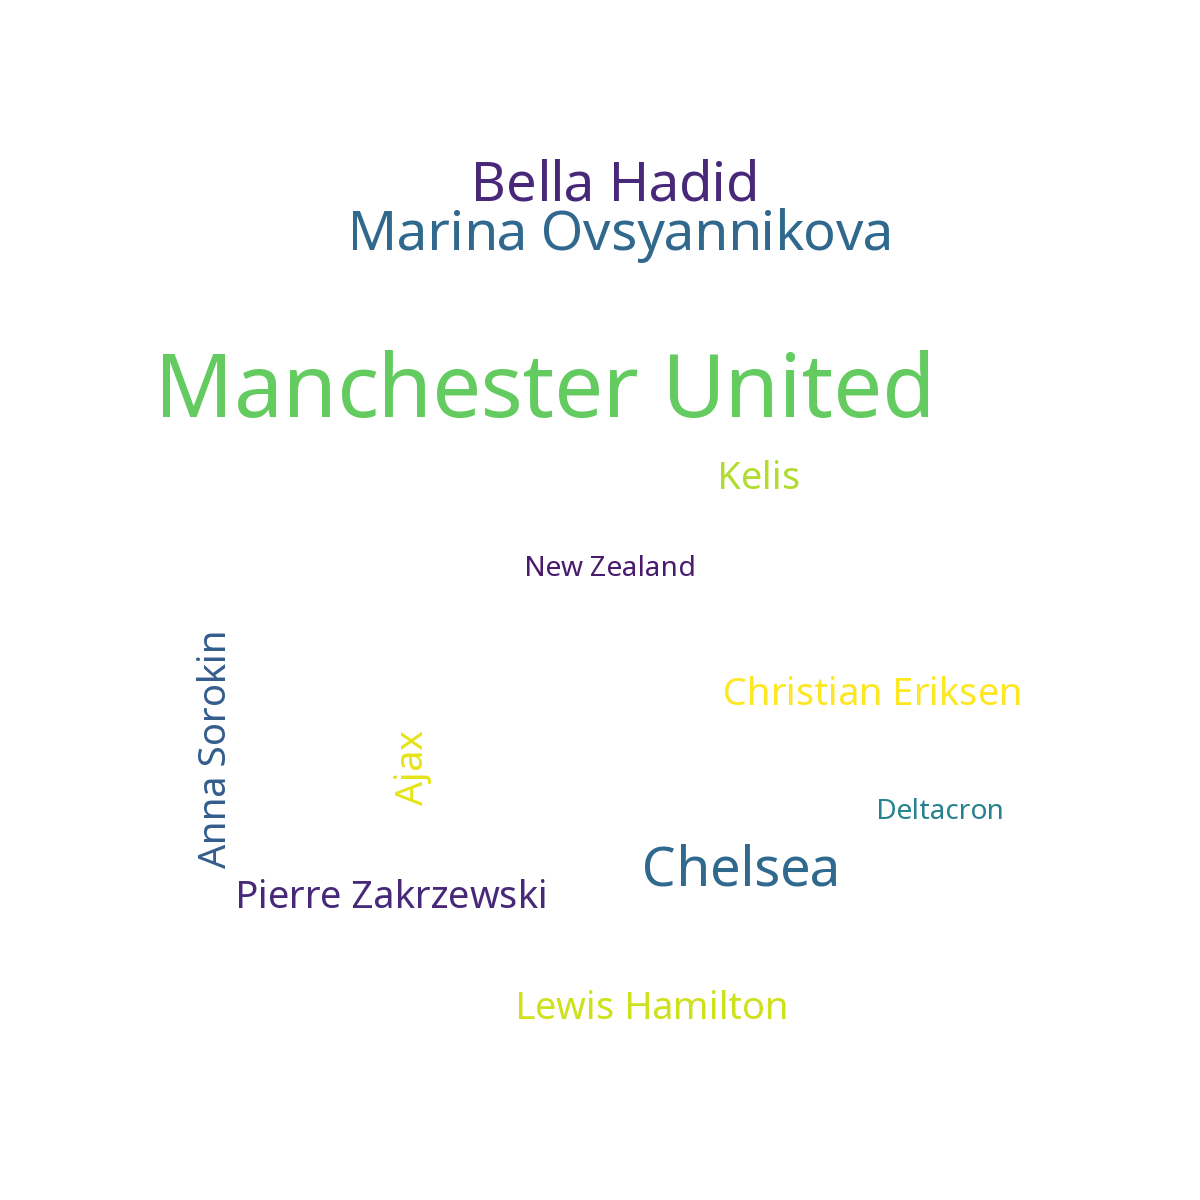 Bella Hadid
Marina Ovsyannikova
Manchester United
Kelis
New Zealand
Anna Sorokin
Christian Eriksen
Ajax
Deltacron
Chelsea
Pierre Zakrzewski
Lewis Hamilton